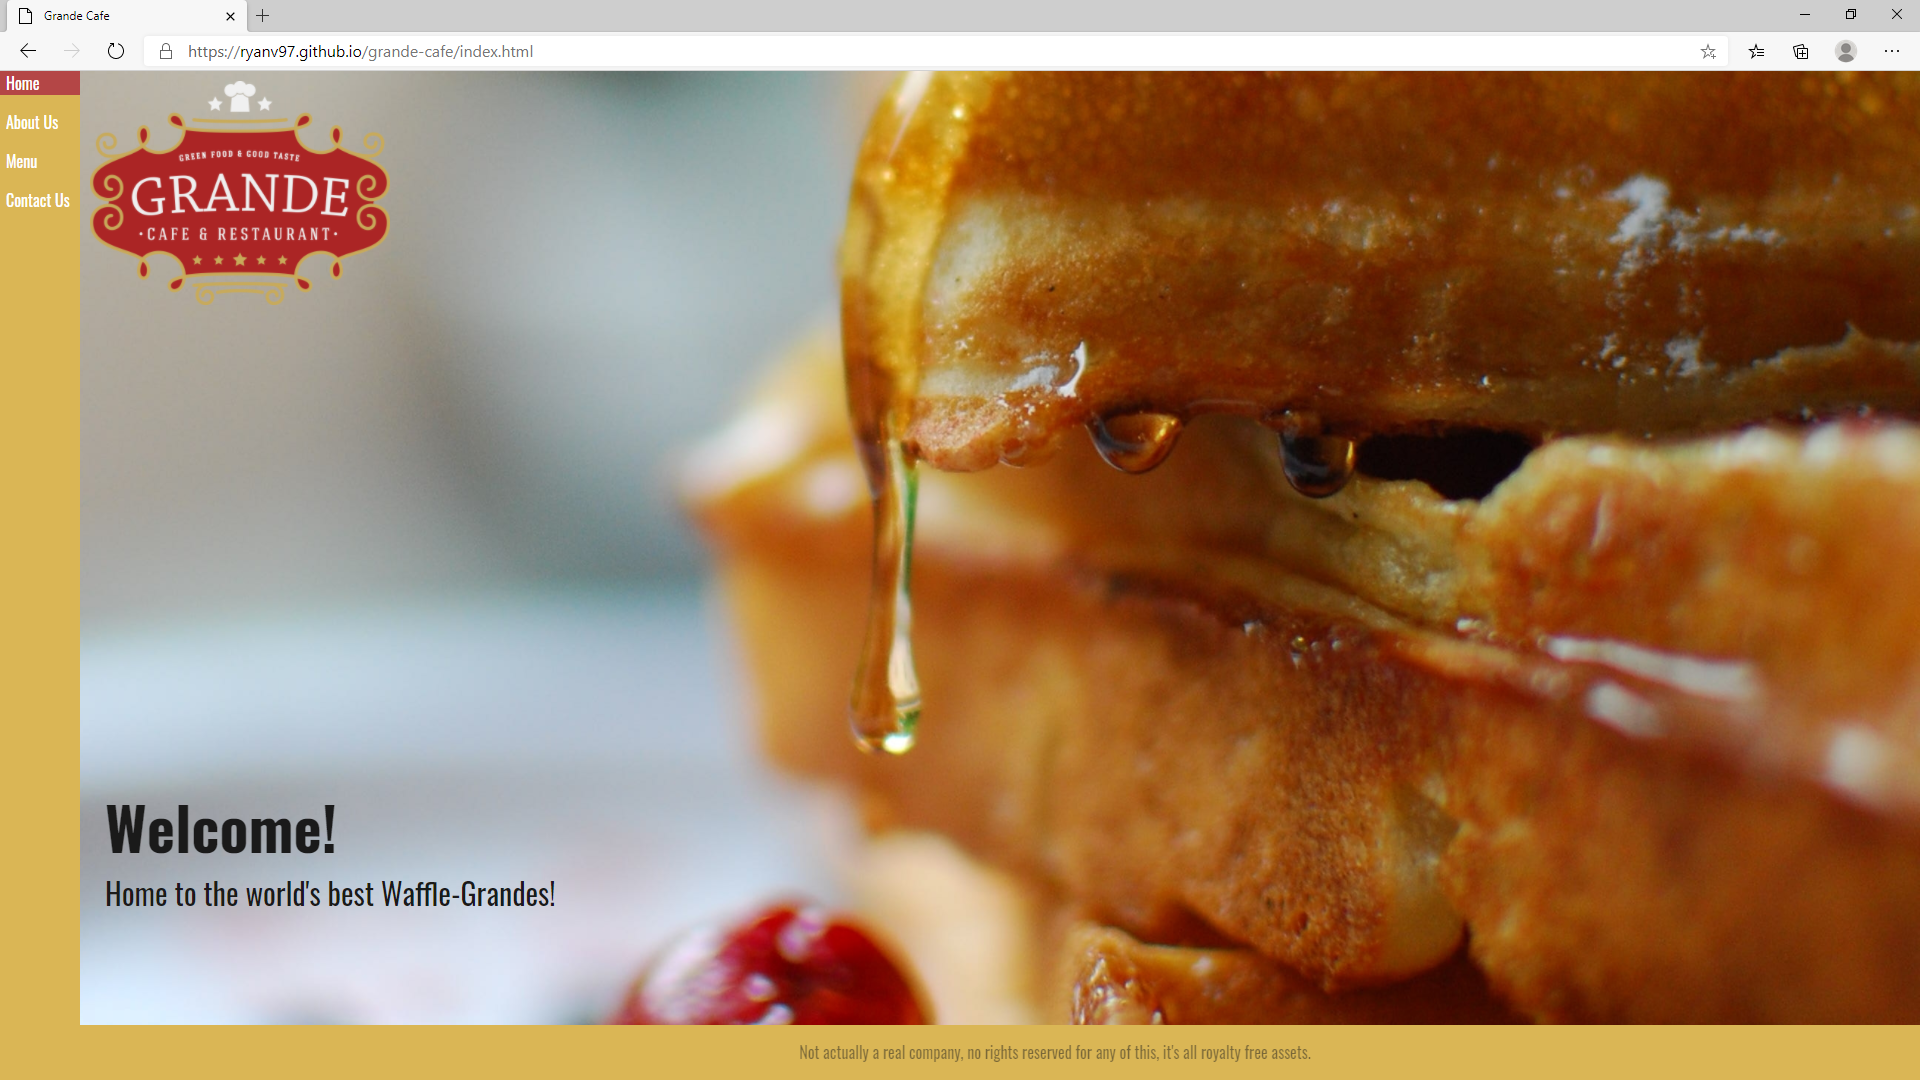 Grande Cafe
https://ryanv97.github.io/grande-cafe/index.html
Home
About Us
Menu
Contact Us
GREEN FOOD & GOOD TASTE
GRANDE
·CAFE & RESTAURANT·
Welcome!
Home to the world's best Waffle-Grandes!
Not actually a real company, no rights reserved for any of this, it's all royalty free assets.